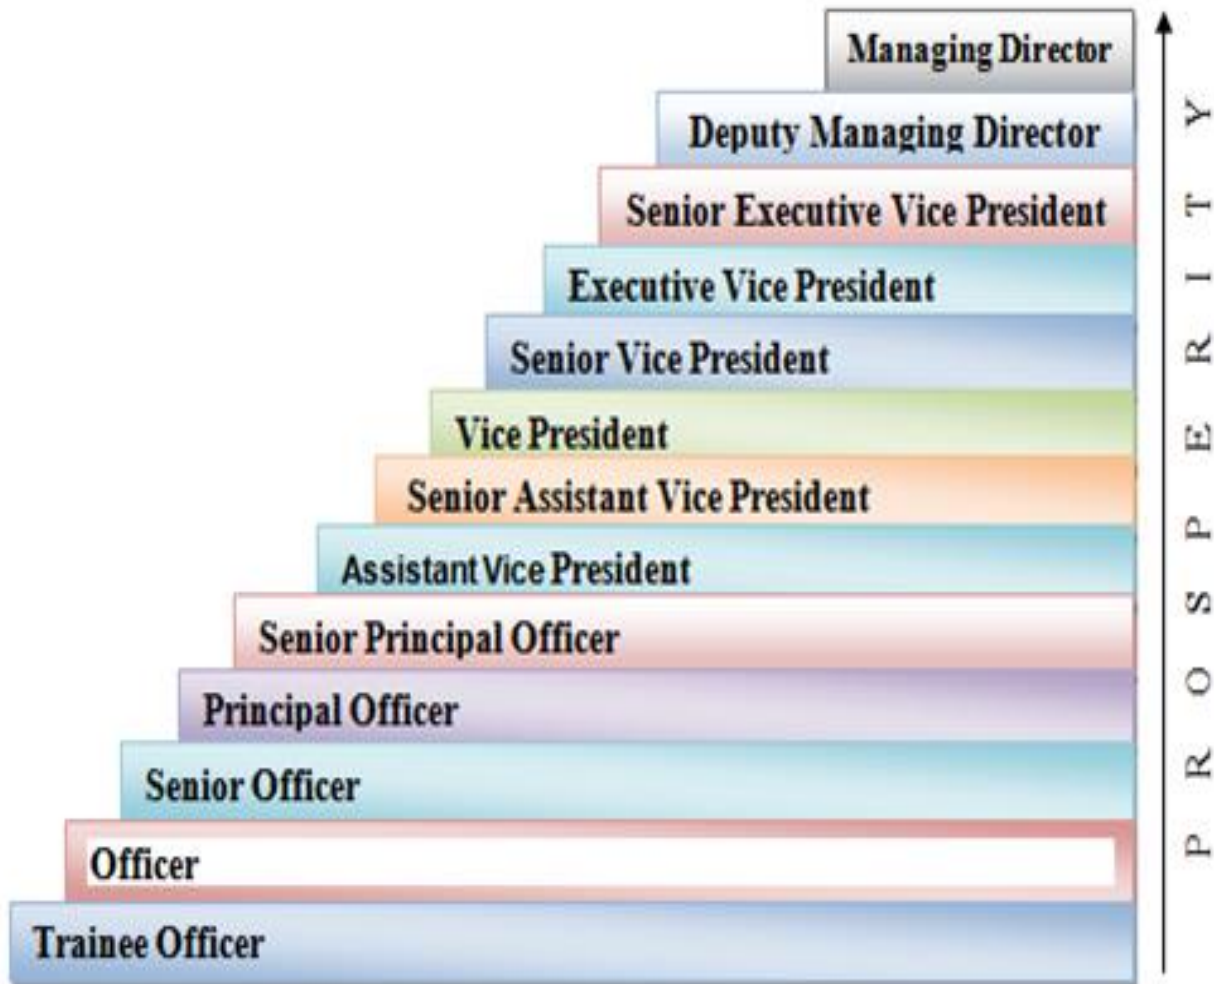 Managing Director
Deputy Managing Director
Senior Executive Vice President
Executive Vice President
Senior Vice President
Vice President
Senior Assistant Vice President
Assistant Vice President
Senior Principal Officer
Principal Officer
Senior Officer
Officer
Trainee Officer
P R O S P E R I T Y